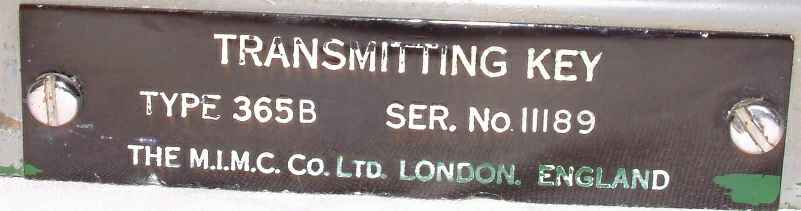 TRANSMITTING KEY
TYPE 365B SER. No. 11189
THE M.I.M.C. Co. LTD. LONDON. ENGLAND